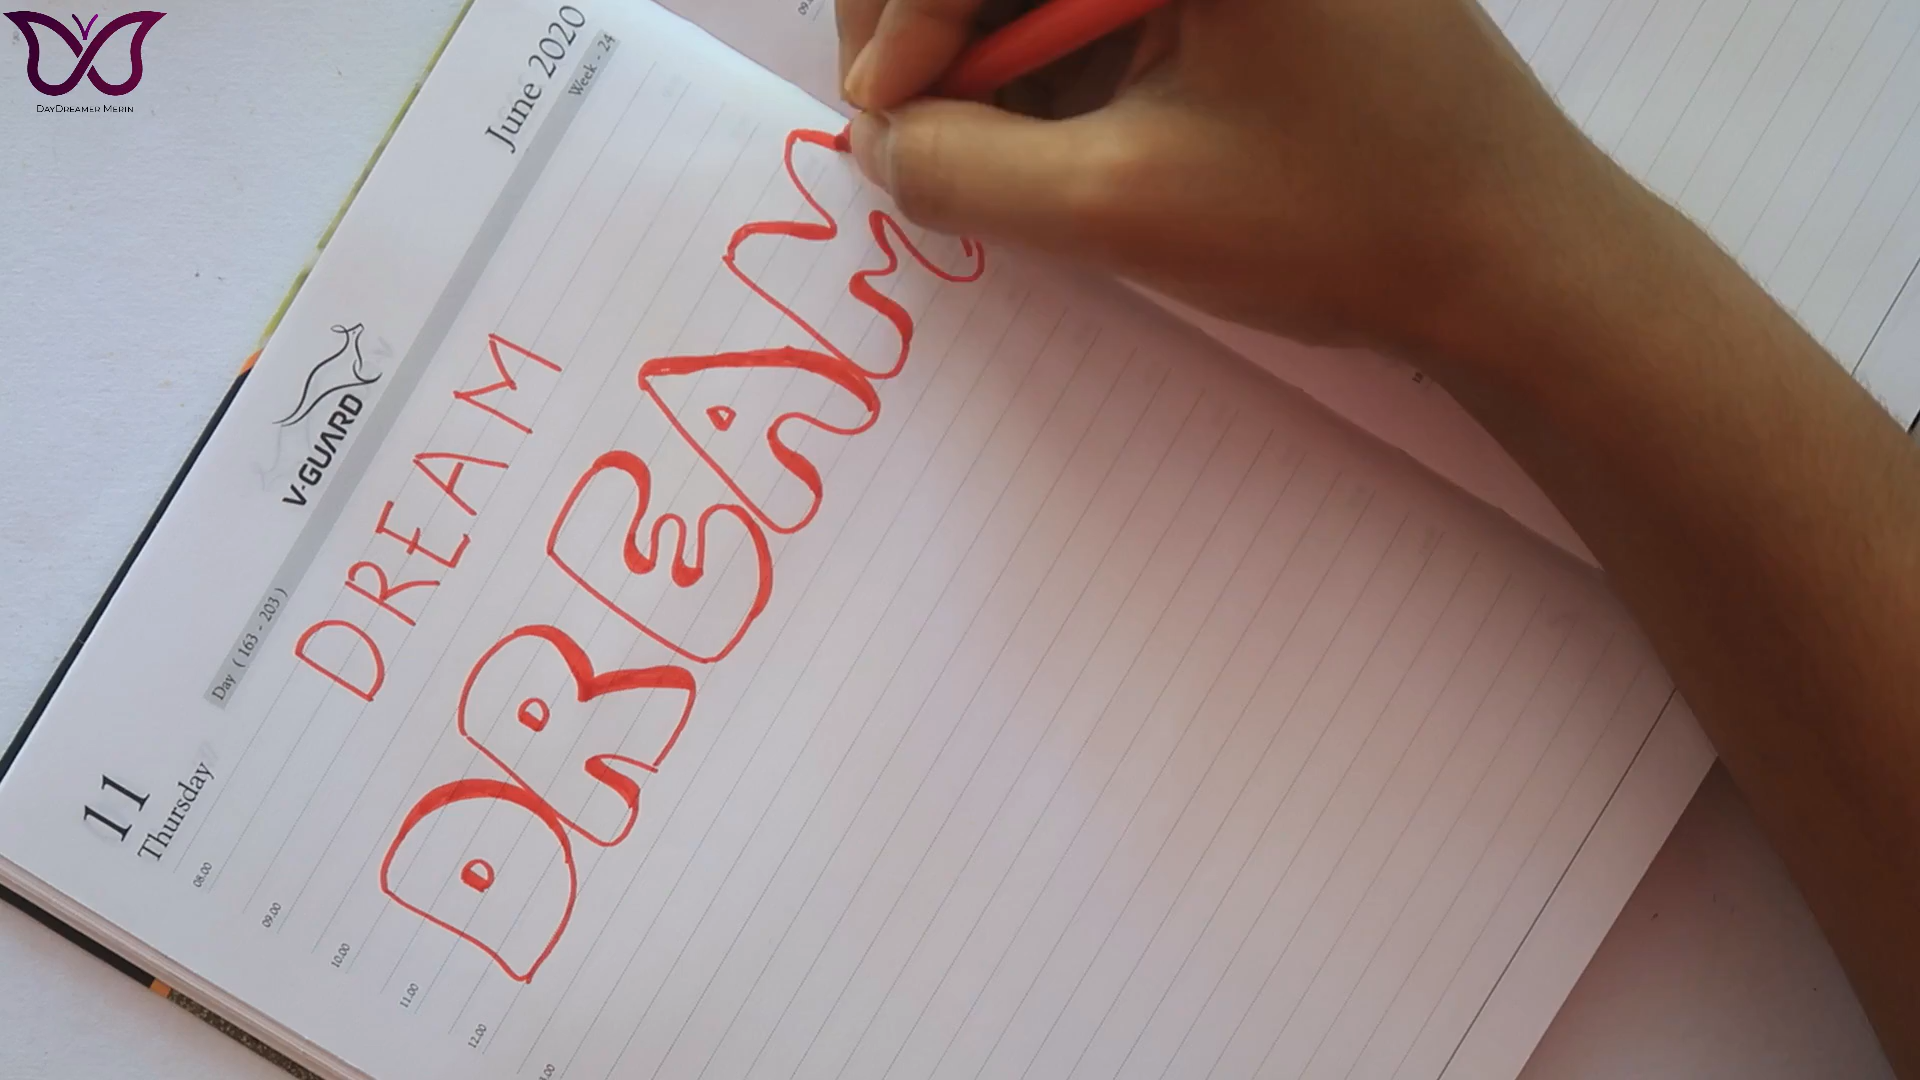 DAYDREAMER MERIN
June 2020
11
Thursday
Day ( 163 - 203 )
V-GUARD
Week - 24
DREAM
DREAM
08.00
09.00
10.00
11.00
12.00